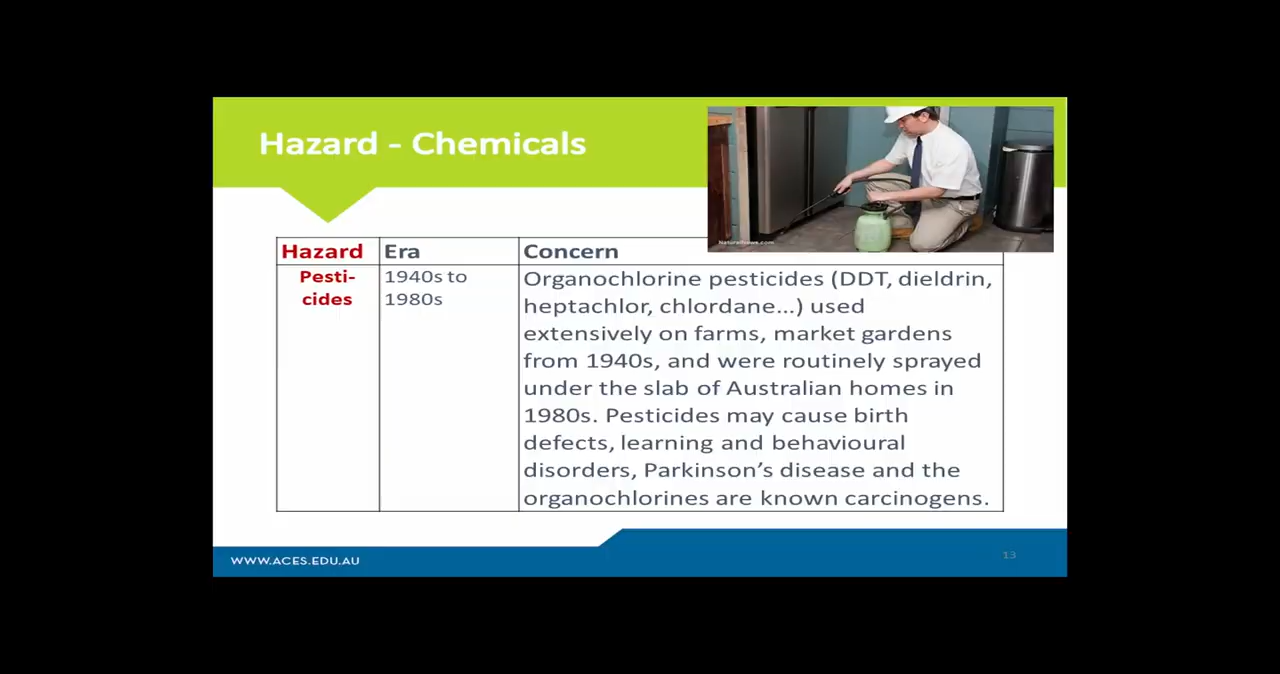 Hazard - Chemicals
NaturalNews.com
Hazard Era Concern
Pesti-
cides
1940s to
1980s
Organochlorine pesticides (DDT, dieldrin,
heptachlor, chlordane...) used
extensively on farms, market gardens
from 1940s, and were routinely sprayed
under the slab of Australian homes in
1980s. Pesticides may cause birth
defects, learning and behavioural
disorders, Parkinson’s disease and the
organochlorines are known carcinogens.
WWW.ACES.EDU.AU
13